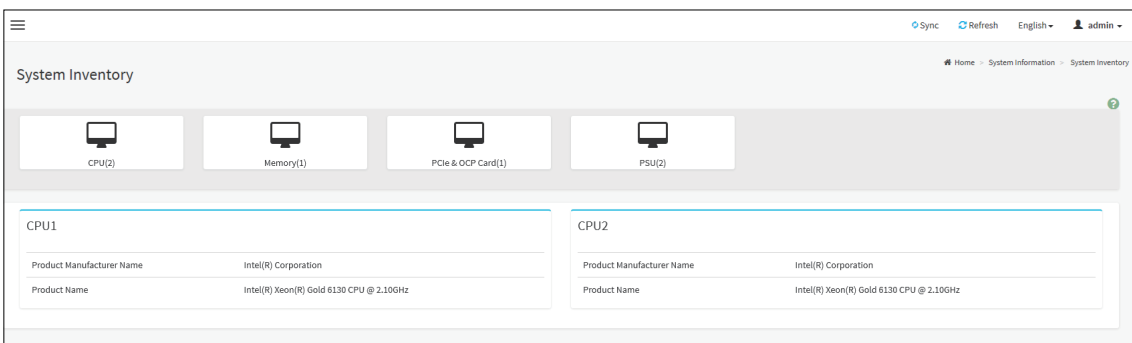 Sync Refresh English admin
System Inventory
Home > System Information > System Inventory
CPU(2) Memory(1) PCIe & OCP Card(1) PSU(2)
CPU1
Product Manufacturer Name Intel(R) Corporation
Product Name Intel(R) Xeon(R) Gold 6130 CPU @ 2.10GHz
CPU2
Product Manufacturer Name Intel(R) Corporation
Product Name Intel(R) Xeon(R) Gold 6130 CPU @ 2.10GHz